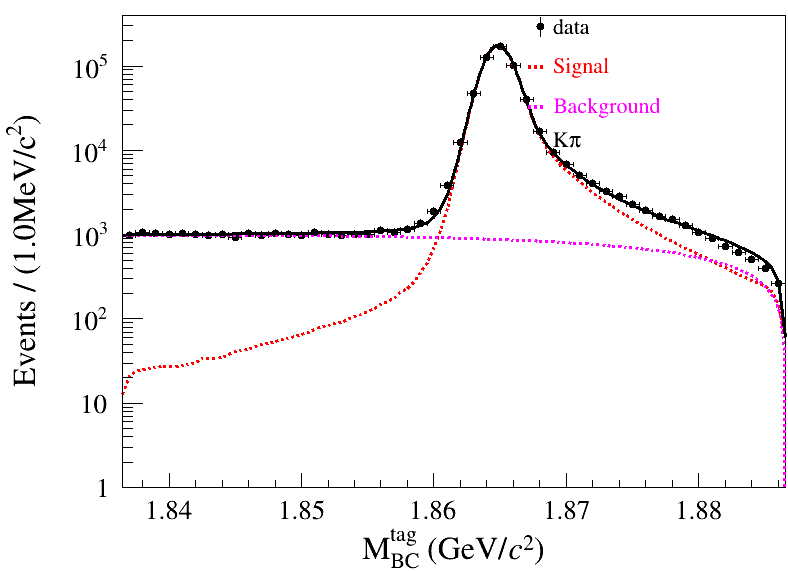 data
Signal
Background
Kπ
Events / (1.0MeV/c²)
10⁵
10⁴
10³
10²
10
1
1.84 1.85 1.86 1.87 1.88
M_BC^tag (GeV/c²)